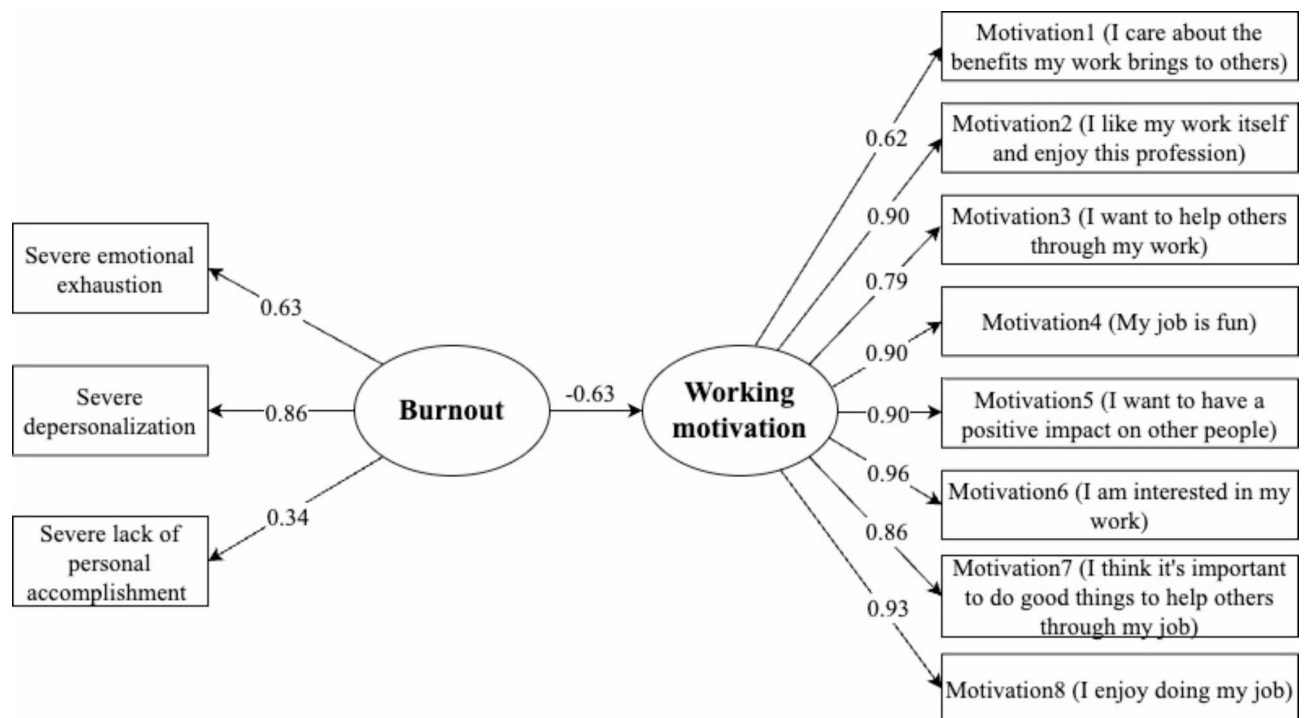 Motivation1 (I care about the
benefits my work brings to others)
0.62
Motivation2 (I like my work itself
and enjoy this profession)
0.90
Motivation3 (I want to help others
through my work)
0.79
Motivation4 (My job is fun)
0.90
Motivation5 (I want to have a
positive impact on other people)
0.90
Motivation6 (I am interested in my
work)
0.96
Motivation7 (I think it's important
to do good things to help others
through my job)
0.86
Motivation8 (I enjoy doing my job)
0.93
Severe emotional
exhaustion
0.63
Severe
depersonalization
0.86
Severe lack of
personal
accomplishment
0.34
Burnout
-0.63
Working
motivation